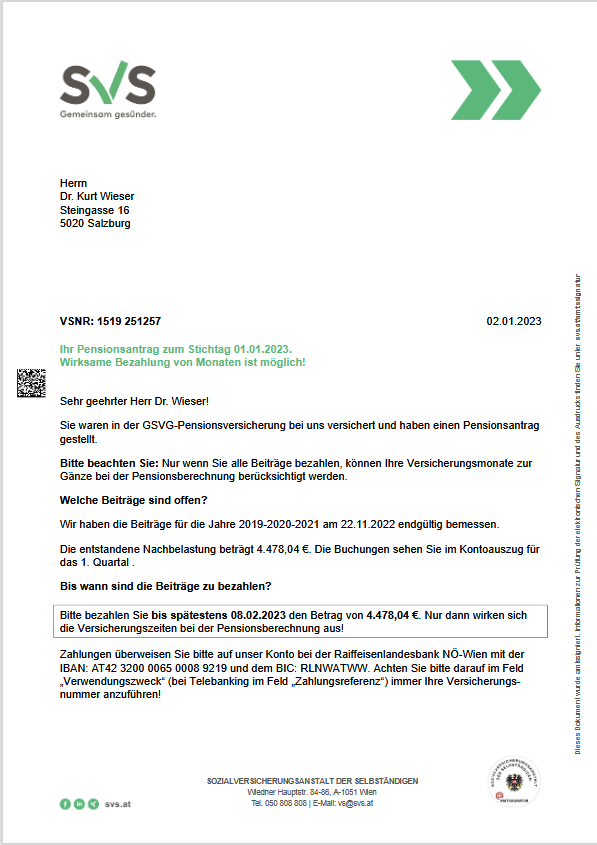 SVS
Gemeinsam gesünder.
Herrn
Dr. Kurt Wieser
Steingasse 16
5020 Salzburg
VSNR: 1519 251257
02.01.2023
Ihr Pensionsantrag zum Stichtag 01.01.2023.
Wirksame Bezahlung von Monaten ist möglich!
Sehr geehrter Herr Dr. Wieser!
Sie waren in der GSVG-Pensionsversicherung bei uns versichert und haben einen Pensionsantrag
gestellt.
Bitte beachten Sie: Nur wenn Sie alle Beiträge bezahlen, können Ihre Versicherungsmonate zur
Gänze bei der Pensionsberechnung berücksichtigt werden.
Welche Beiträge sind offen?
Wir haben die Beiträge für die Jahre 2019-2020-2021 am 22.11.2022 endgültig bemessen.
Die entstandene Nachbelastung beträgt 4.478,04 €. Die Buchungen sehen Sie im Kontoauszug für
das 1. Quartal .
Bis wann sind die Beiträge zu bezahlen?
Bitte bezahlen Sie bis spätestens 08.02.2023 den Betrag von 4.478,04 €. Nur dann wirken sich
die Versicherungszeiten bei der Pensionsberechnung aus!
Zahlungen überweisen Sie bitte auf unser Konto bei der Raiffeisenlandesbank NÖ-Wien mit der
IBAN: AT42 3200 0065 0008 9219 und dem BIC: RLNWATWW. Achten Sie bitte darauf im Feld
„Verwendungszweck“ (bei Telebanking im Feld „Zahlungsreferenz“) immer Ihre Versicherungs-
nummer anzuführen!
Dieses Dokument wurde amtssigniert. Informationen zur Prüfung der elektronischen Signatur und des Ausdrucks finden Sie unter svs.at/amtssignatur
SOZIALVERSICHERUNGSANSTALT DER SELBSTÄNDIGEN
Wiedner Hauptstr. 84-86, A-1051 Wien
Tel. 050 808 808 | E-Mail: vs@svs.at
svs.at
SOZIALVERSICHERUNGSANSTALT
DER SELBSTÄNDIGEN
AMTSSIGNATUR